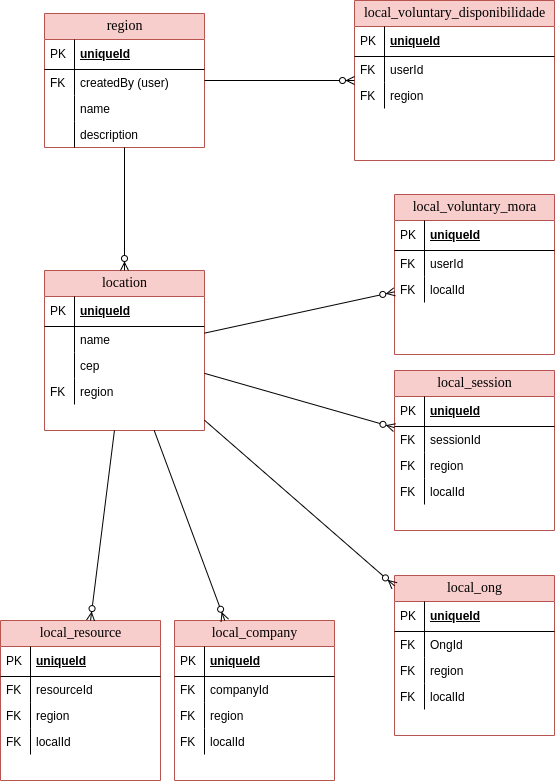 region
PK uniqueId
FK createdBy (user)
name
description
local_voluntary_disponibilidade
PK uniqueId
FK userId
FK region
local_voluntary_mora
PK uniqueId
FK userId
FK localId
location
PK uniqueId
name
cep
FK region
local_session
PK uniqueId
FK sessionId
FK region
FK localId
local_ong
PK uniqueId
FK OngId
FK region
FK localId
local_resource
PK uniqueId
FK resourceId
FK region
FK localId
local_company
PK uniqueId
FK companyId
FK region
FK localId